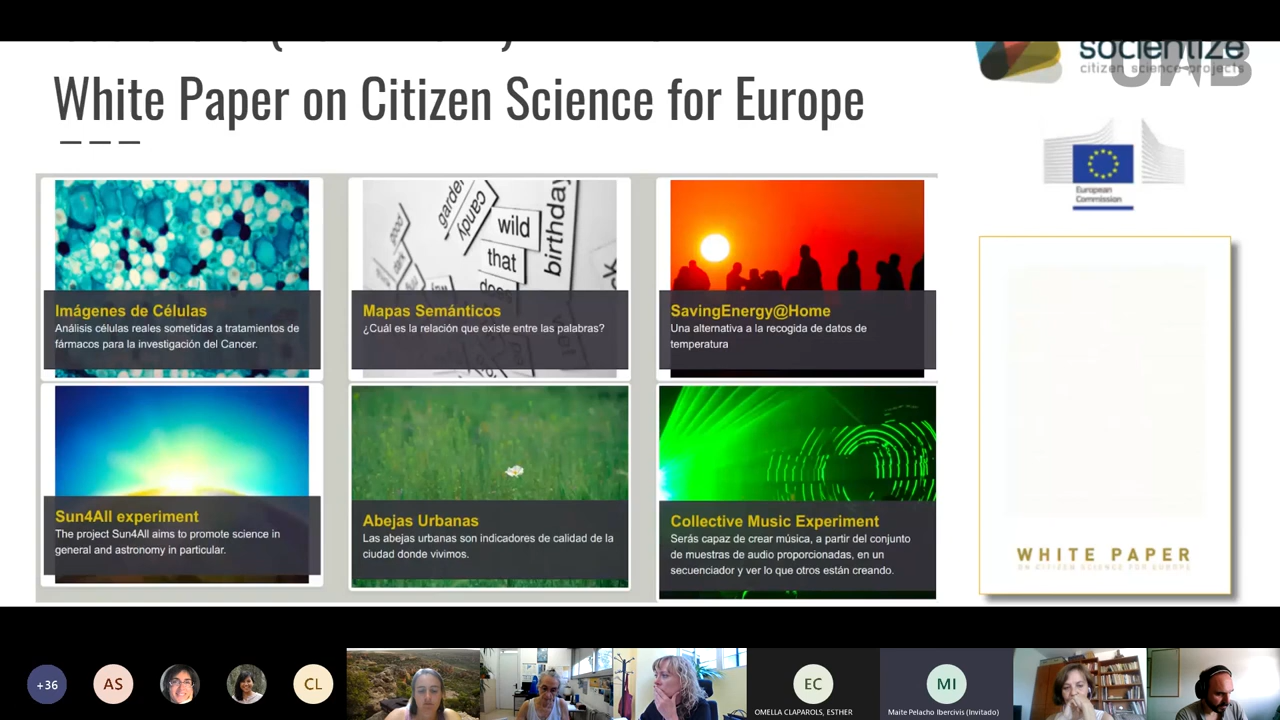 socientize
citizen science projects
UAB
White Paper on Citizen Science for Europe
European
Commission
garden
candy
wild
birthday
that
good
Imágenes de Células
Análisis células reales sometidas a tratamientos de
fármacos para la investigación del Cancer.
Mapas Semánticos
¿Cuál es la relación que existe entre las palabras?
SavingEnergy@Home
Una alternativa a la recogida de datos de
temperatura
Sun4All experiment
The project Sun4All aims to promote science in
general and astronomy in particular.
Abejas Urbanas
Las abejas urbanas son indicadores de calidad de la
ciudad donde vivimos.
Collective Music Experiment
Serás capaz de crear música, a partir del conjunto
de muestras de audio proporcionadas, en un
secuenciador y ver lo que otros están creando.
WHITE PAPER
ON CITIZEN SCIENCE FOR EUROPE
+36
AS
CL
EC
OMELLA CLAPAROLS, ESTHER
MI
Maite Pelacho Ibercivis (Invitado)